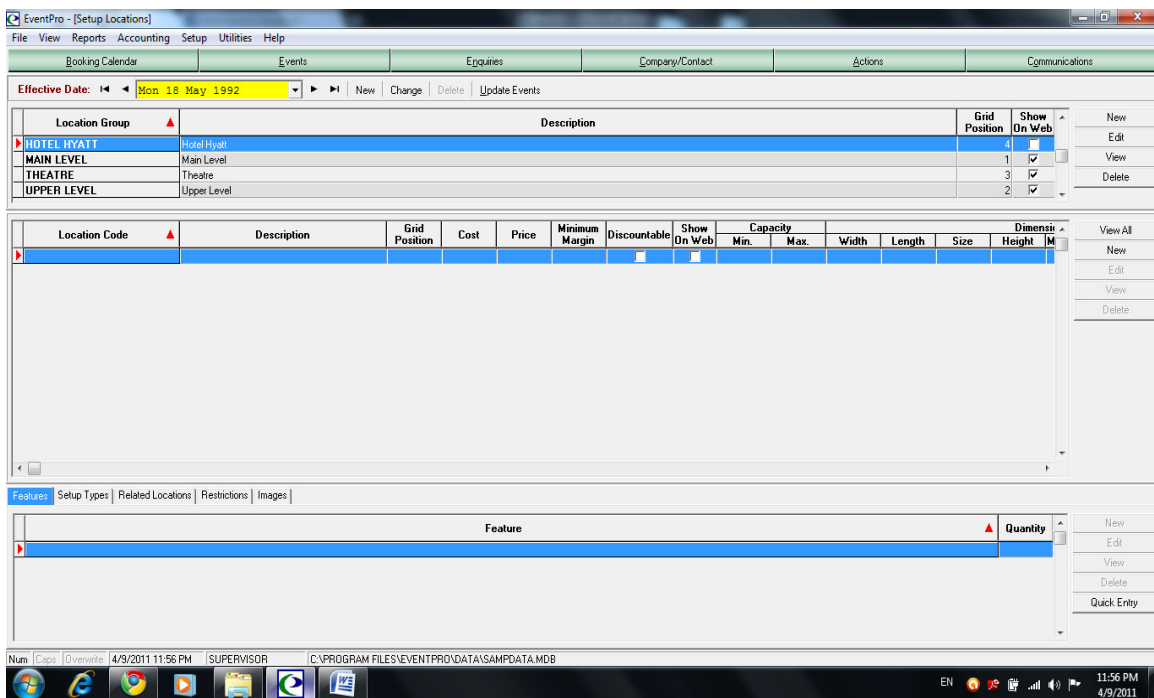 EventPro - [Setup Locations]
File View Reports Accounting Setup Utilities Help
Booking Calendar Events Enquiries Company/Contact Actions Communications
Effective Date: Mon 18 May 1992 New Change Delete Update Events
Location Group Description Grid Position Show On Web New
HOTEL HYATT Hotel Hyatt 4 Edit
MAIN LEVEL Main Level 1 View
THEATRE Theatre 3 Delete
UPPER LEVEL Upper Level 2
Location Code Description Grid Position Cost Price Minimum Margin Discountable Show On Web Capacity Min. Max. Width Length Size Dimensi Height M View All
New
Edit
View
Delete
Features Setup Types Related Locations Restrictions Images
Feature Quantity New
Edit
View
Delete
Quick Entry
Num Caps Overwrite 4/9/2011 11:56 PM SUPERVISOR C:\PROGRAM FILES\EVENTPRO\DATA\SAMPDATA.MDB
EN 11:56 PM
4/9/2011